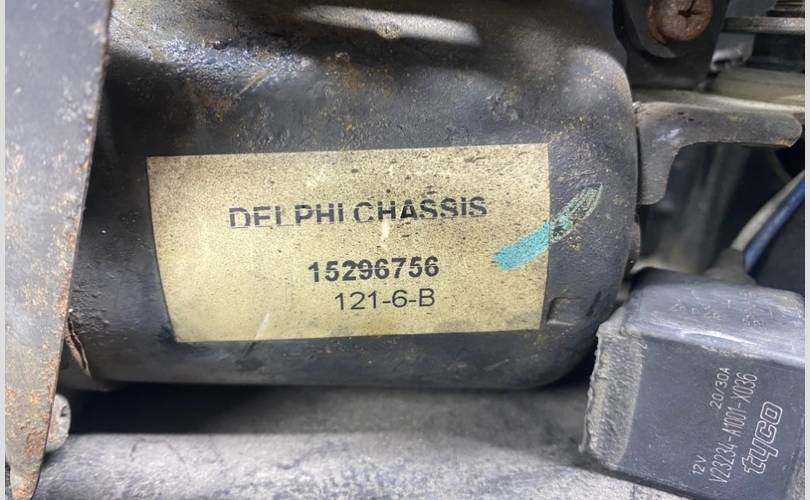 DELPHI CHASSIS
15296756
121-6-B
12V 20/30A
V23234-A1001-X036
tyco